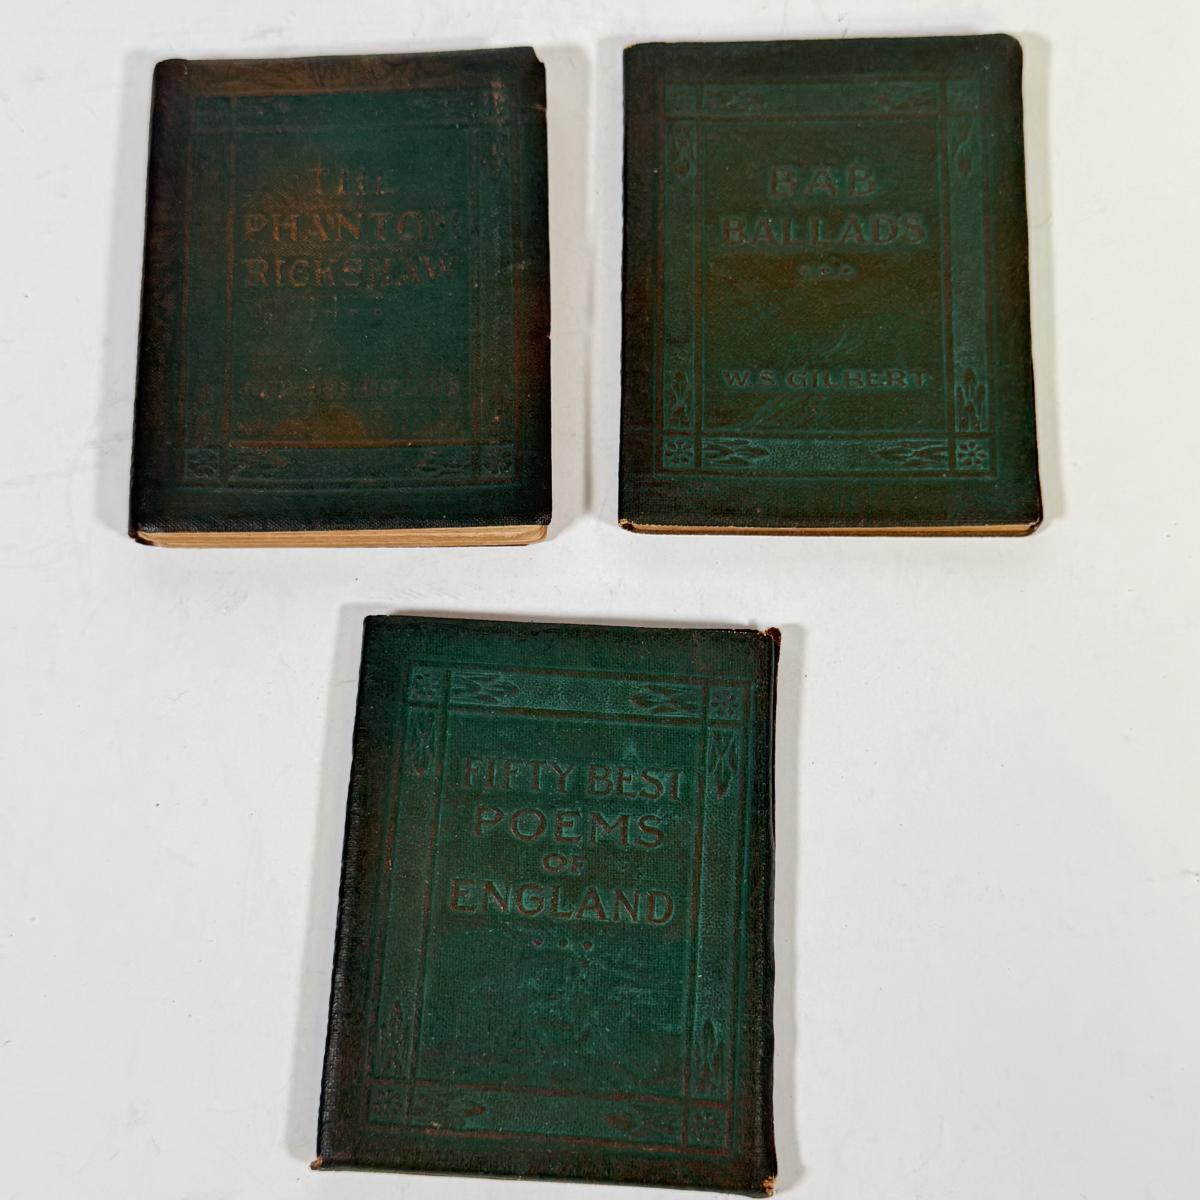 THE
PHANTOM
RICKSHAW
BAB
BALLADS
W.S GILBERT
FIFTY BEST
POEMS
OF
ENGLAND